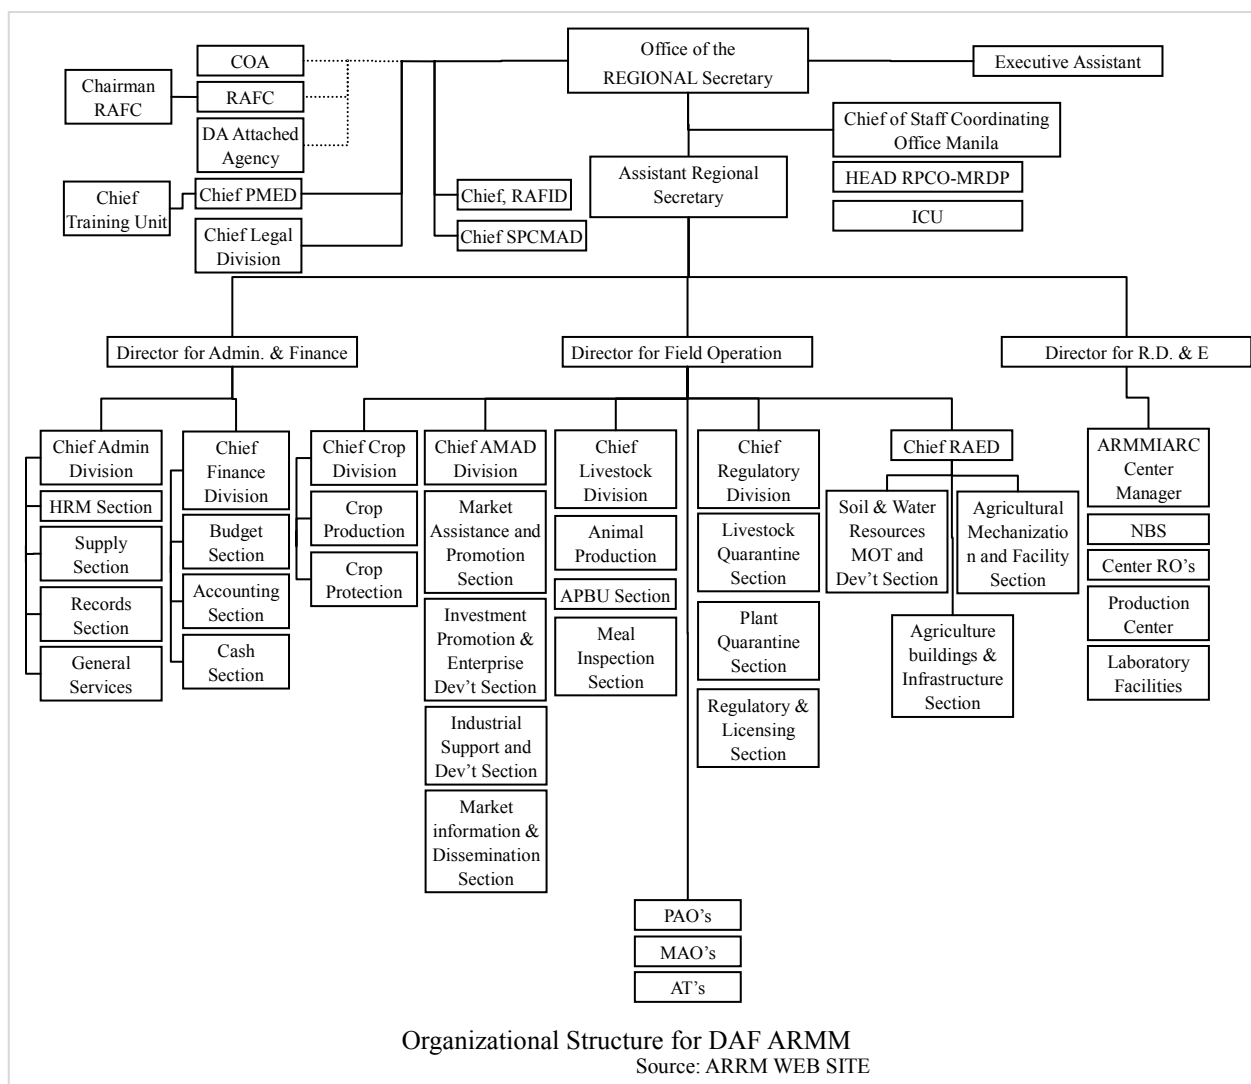 Office of the
REGIONAL Secretary
Executive Assistant
COA
Chairman
RAFC
RAFC
DA Attached
Agency
Chief of Staff Coordinating
Office Manila
HEAD RPCO-MRDP
ICU
Assistant Regional
Secretary
Chief
Training Unit
Chief PMED
Chief, RAFID
Chief Legal
Division
Chief SPCMAD
Director for Admin. & Finance
Director for Field Operation
Director for R.D. & E
Chief Admin
Division
HRM Section
Supply
Section
Records
Section
General
Services
Chief
Finance
Division
Budget
Section
Accounting
Section
Cash
Section
Chief Crop
Division
Crop
Production
Crop
Protection
Chief AMAD
Division
Market
Assistance and
Promotion
Section
Investment
Promotion &
Enterprise
Dev’t Section
Industrial
Support and
Dev’t Section
Market
information &
Dissemination
Section
Chief
Livestock
Division
Animal
Production
APBU Section
Meal
Inspection
Section
Chief
Regulatory
Division
Livestock
Quarantine
Section
Plant
Quarantine
Section
Regulatory &
Licensing
Section
Chief RAED
Soil & Water
Resources
MOT and
Dev’t Section
Agricultural
Mechanizatio
n and Facility
Section
Agriculture
buildings &
Infrastructure
Section
ARMMIARC
Center
Manager
NBS
Center RO’s
Production
Center
Laboratory
Facilities
PAO’s
MAO’s
AT’s
Organizational Structure for DAF ARMM
Source: ARRM WEB SITE